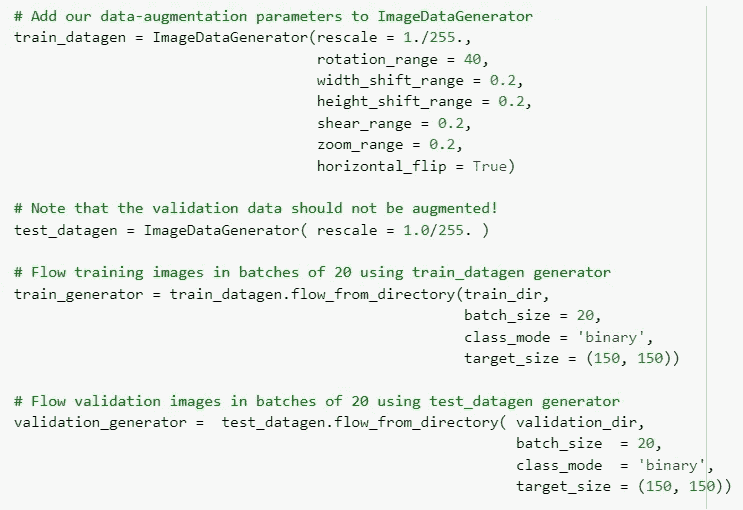 # Add our data-augmentation parameters to ImageDataGenerator
train_datagen = ImageDataGenerator(rescale = 1./255.,
                                   rotation_range = 40,
                                   width_shift_range = 0.2,
                                   height_shift_range = 0.2,
                                   shear_range = 0.2,
                                   zoom_range = 0.2,
                                   horizontal_flip = True)
# Note that the validation data should not be augmented!
test_datagen = ImageDataGenerator( rescale = 1.0/255. )
# Flow training images in batches of 20 using train_datagen generator
train_generator = train_datagen.flow_from_directory(train_dir,
                                                    batch_size = 20,
                                                    class_mode = 'binary',
                                                    target_size = (150, 150))
# Flow validation images in batches of 20 using test_datagen generator
validation_generator =  test_datagen.flow_from_directory( validation_dir,
                                                          batch_size  = 20,
                                                          class_mode  = 'binary',
                                                          target_size = (150, 150))